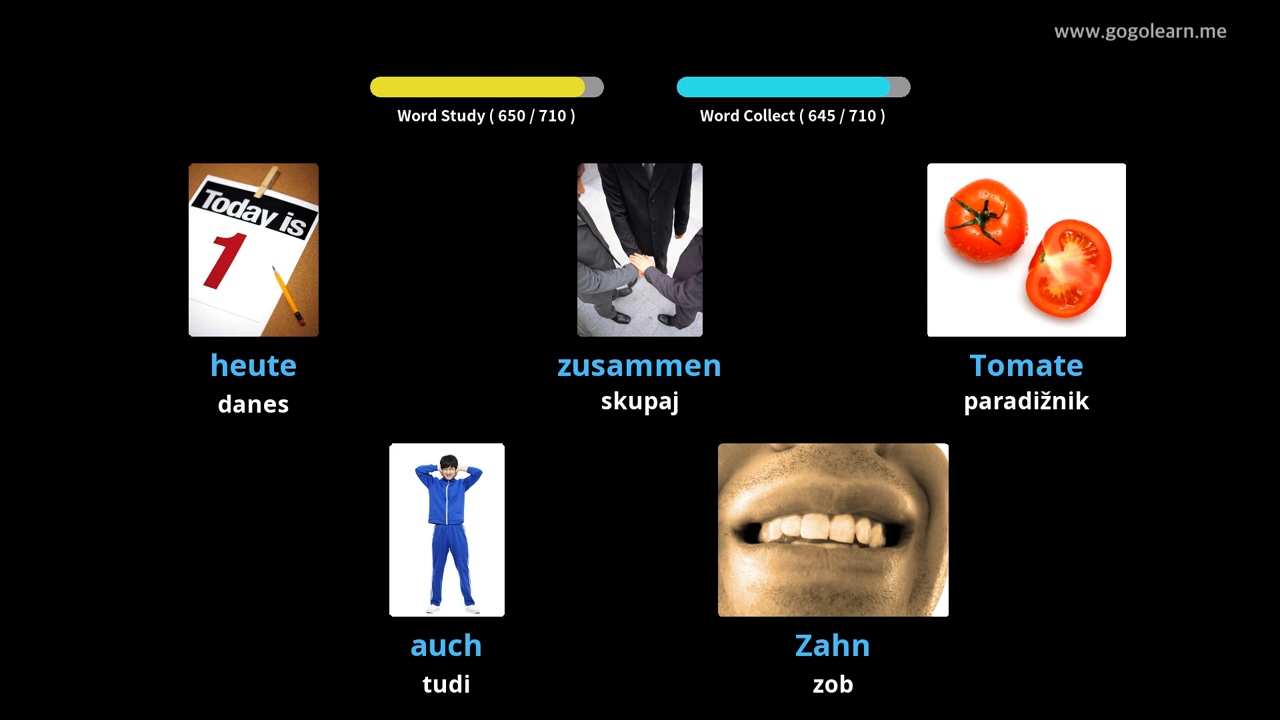 www.gogolearn.me
Word Study ( 650 / 710 )
Word Collect ( 645 / 710 )
Today is
1
heute
danes
zusammen
skupaj
Tomate
paradižnik
auch
tudi
Zahn
zob